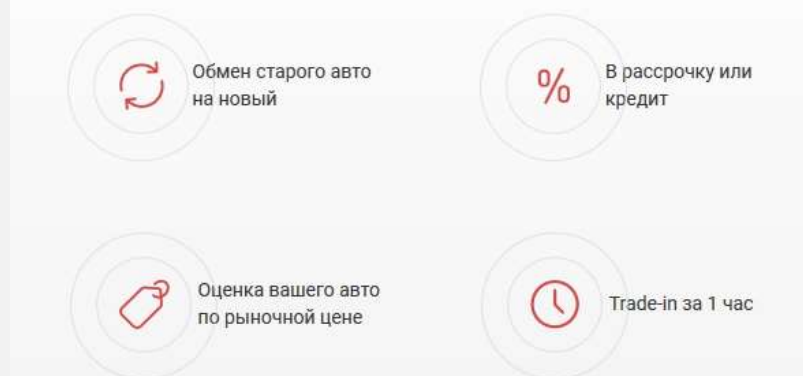 Обмен старого авто
на новый
% В рассрочку или
кредит
Оценка вашего авто
по рыночной цене
Trade-in за 1 час